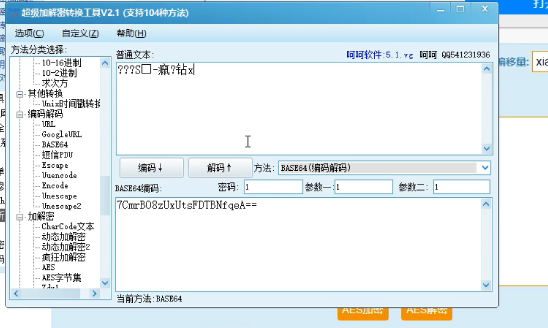 超级加解密转换工具V2.1 (支持104种方法)
选项(C) 自定义(Z) 帮助(H)
方法分类选择:
普通文本:
呵呵软件:5.1.vg 呵呵 QQ541231936
10-16进制
10-2进制
求次方
其他转换
Unix时间戳转换
编码解码
URL
GoogleURL
BASE64
短信PDU
Escape
Uuencode
Encode
Unescape
Unescape2
加解密
CharCode文本
动态加解密
动态加解密2
疯狂加解密
AES
AES字节集
???S□-瘋?钻x
编码↓ 解码↑ 方法: BASE64(编码解码)
BASE64编码: 密码: 1 参数一: 1 参数二: 1
7CmrBO8zUxUtsFDTBNfqeA==
当前方法:BASE64
打
编移量: xia
AES加密 AES解密